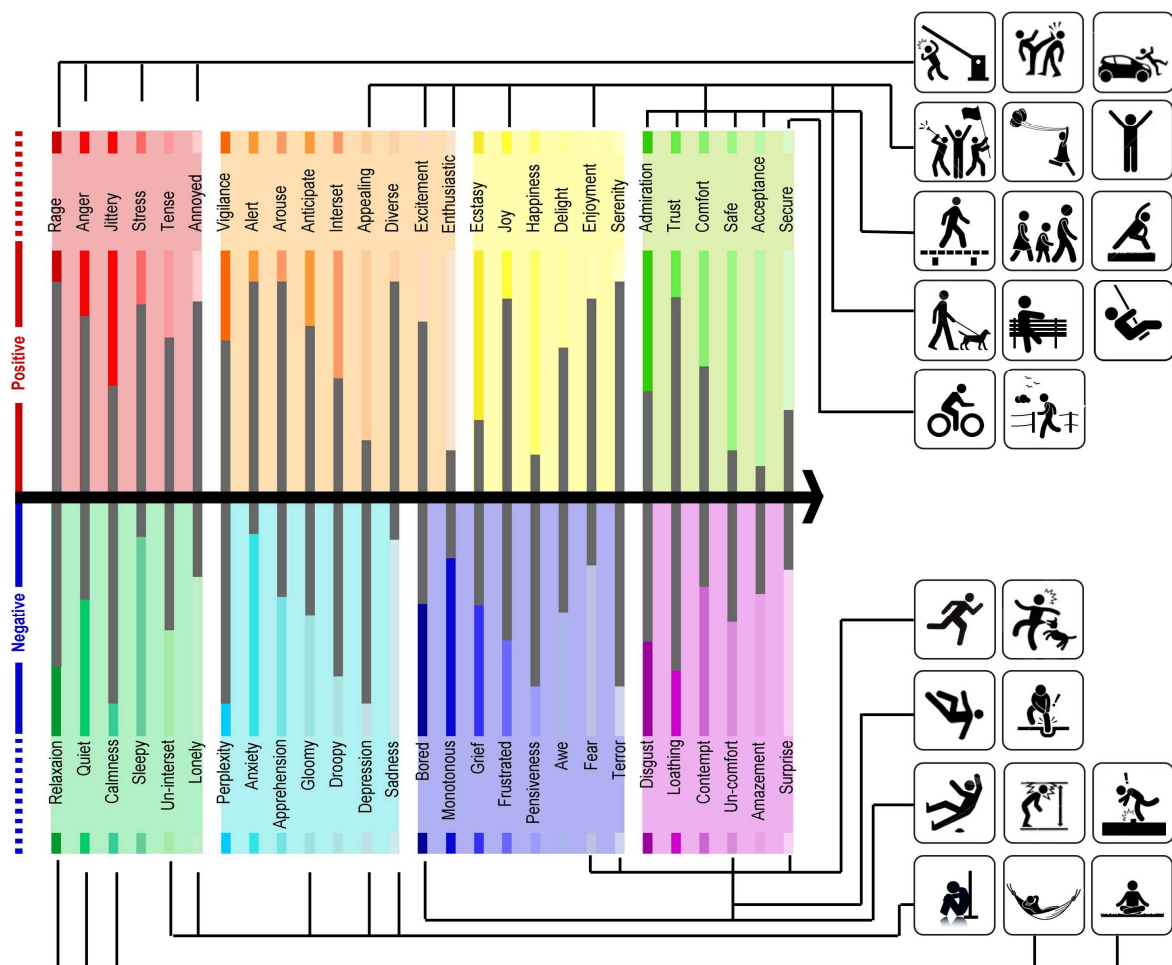 Positive
Rage
Anger
Jittery
Stress
Tense
Annoyed
Vigilance
Alert
Arouse
Anticipate
Interset
Appealing
Diverse
Excitement
Enthusiastic
Ecstasy
Joy
Happiness
Delight
Enjoyment
Serenity
Admiration
Trust
Comfort
Safe
Acceptance
Secure
Negative
Relaxaion
Quiet
Calmness
Sleepy
Un-interset
Lonely
Perplexity
Anxiety
Apprehension
Gloomy
Droopy
Depression
Sadness
Bored
Monotonous
Grief
Frustrated
Pensiveness
Awe
Fear
Terror
Disgust
Loathing
Contempt
Un-comfort
Amazement
Surprise